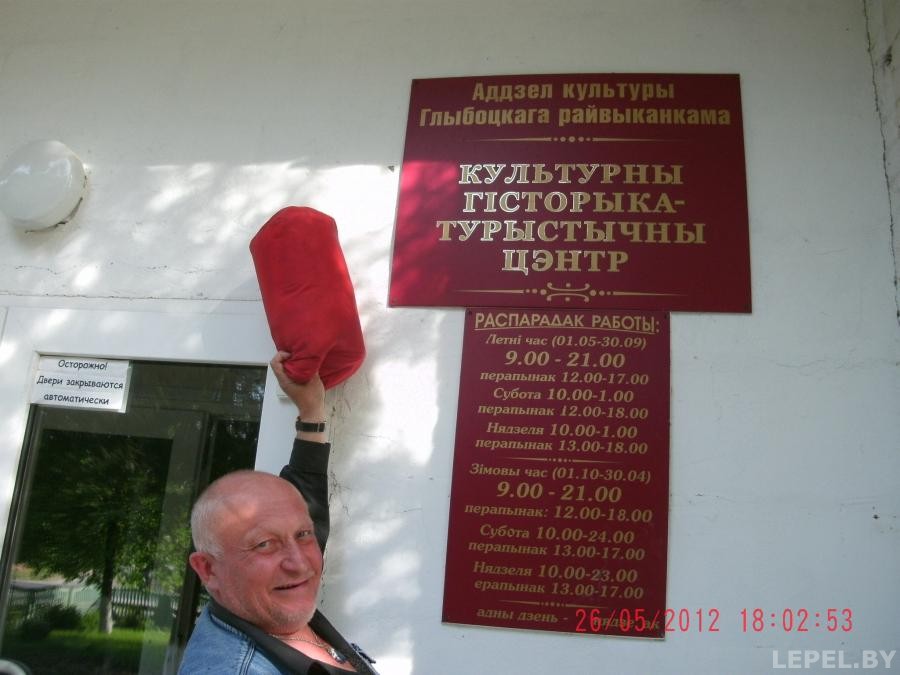 Аддзел культуры
Глыбоцкага райвыканкама
КУЛЬТУРНЫ
ГІСТОРЫКА-
ТУРЫСТЫЧНЫ
ЦЭНТР
РАСПАРАДАК РАБОТЫ:
Летні час (01.05-30.09)
9.00 - 21.00
перапынак 12.00-17.00
Субота 10.00-1.00
перапынак 12.00-18.00
Нядзеля 10.00-1.00
перапынак 13.00-18.00
Зімовы час (01.10-30.04)
9.00 - 21.00
перапынак: 12.00-18.00
Субота 10.00-24.00
перапынак 13.00-17.00
Нядзеля 10.00-23.00
ерапынак 13.00-17.00
адны дзень -
Осторожно!
Двери закрываются
автоматически
26/05/2012 18:02:53
LEPEL.BY